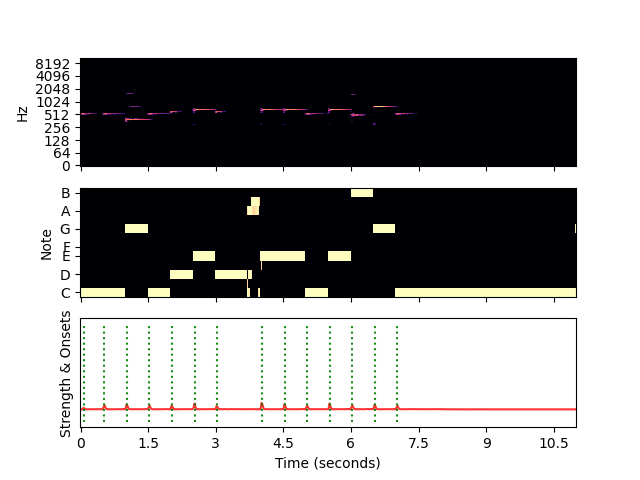 8192
4096
2048
1024
512
256
128
64
0
Hz
B
A
G
F
E
D
C
Note
Strength & Onsets
0
1.5
3
4.5
6
7.5
9
10.5
Time (seconds)